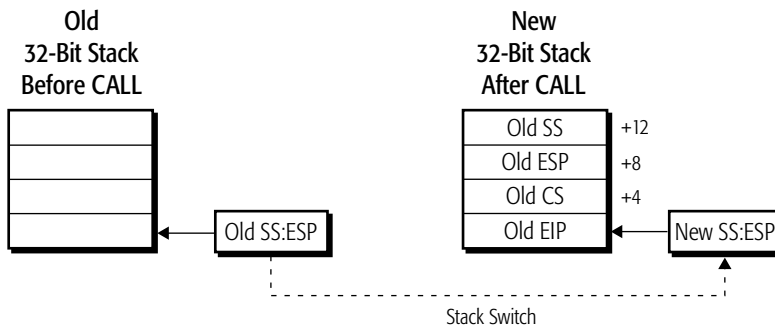 Old
32-Bit Stack
Before CALL
New
32-Bit Stack
After CALL
Old SS
+12
Old ESP
+8
Old CS
+4
Old SS:ESP
Old EIP
New SS:ESP
Stack Switch